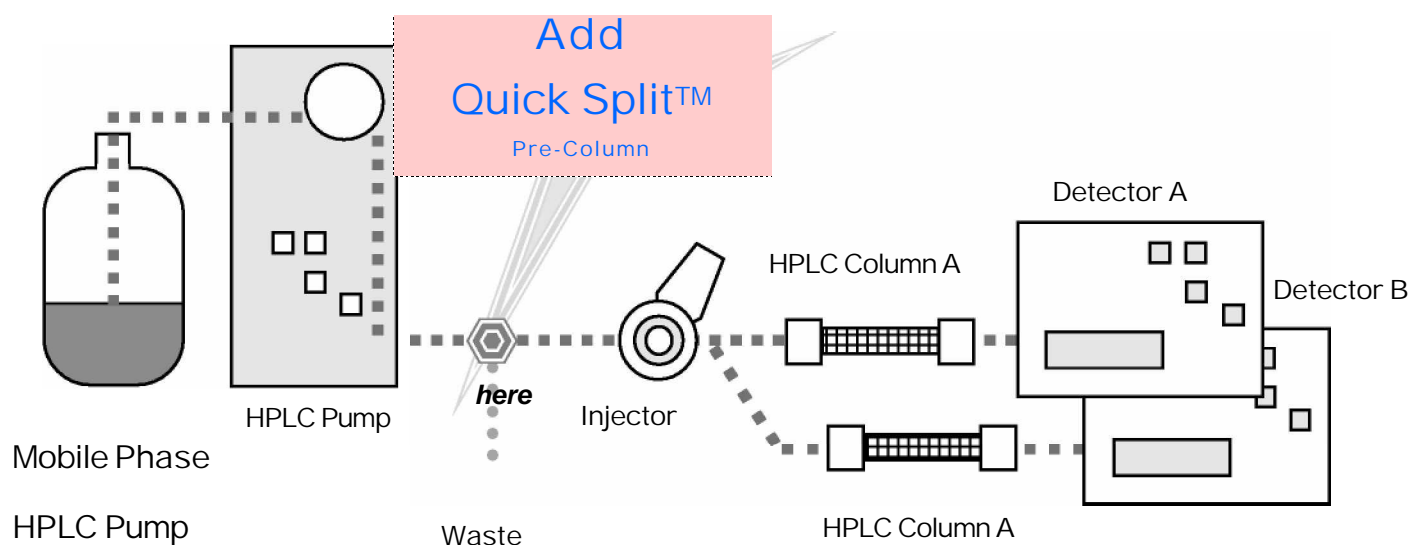 Add
Quick Split™
Pre-Column
Detector A
HPLC Column A
Detector B
HPLC Pump
here
Injector
Mobile Phase
HPLC Pump
Waste
HPLC Column A